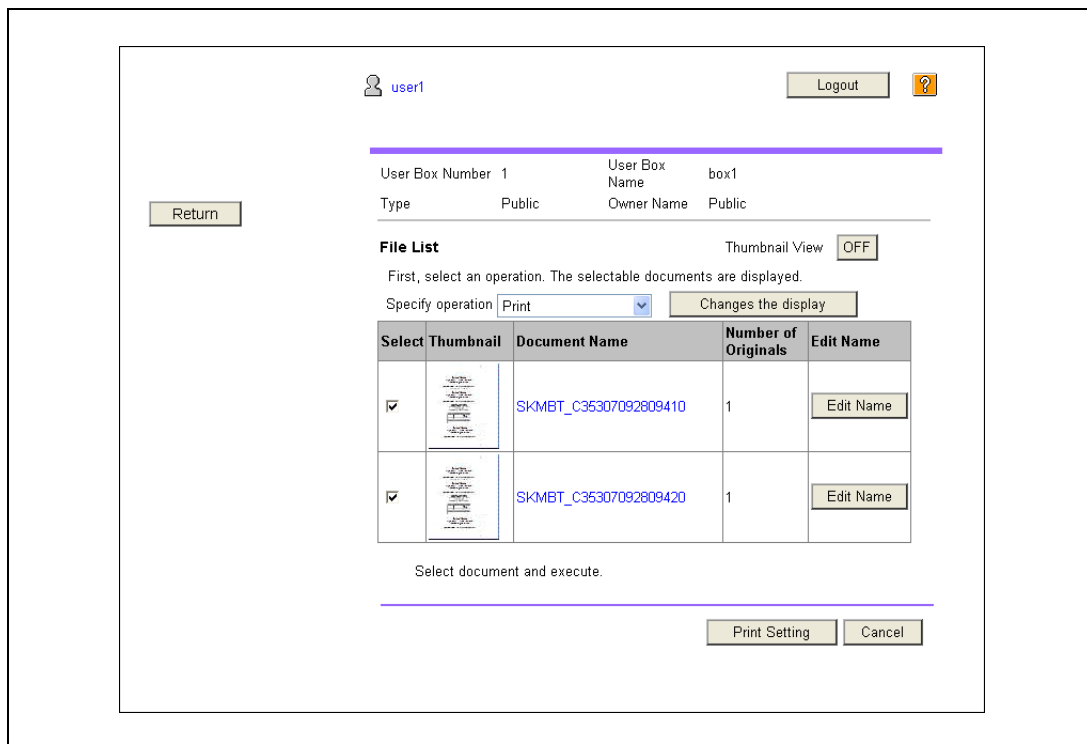 user1
Logout
?
User Box Number 1 User Box Name box1
Type Public Owner Name Public
Return
File List Thumbnail View OFF
First, select an operation. The selectable documents are displayed.
Specify operation Print Changes the display
Select Thumbnail Document Name Number of Originals Edit Name
SKMBT_C35307092809410 1 Edit Name
SKMBT_C35307092809420 1 Edit Name
Select document and execute.
Print Setting Cancel